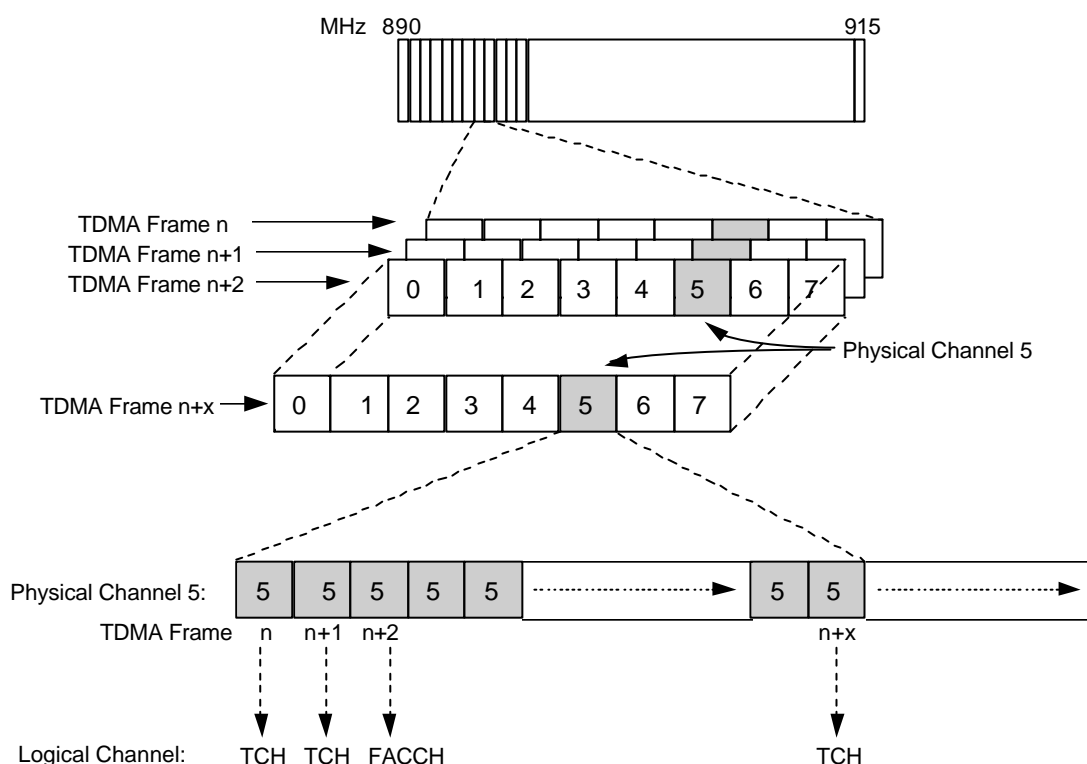 MHz 890 915
TDMA Frame n
TDMA Frame n+1
TDMA Frame n+2
0 1 2 3 4 5 6 7
Physical Channel 5
TDMA Frame n+x
0 1 2 3 4 5 6 7
Physical Channel 5: 5 5 5 5 5 5 5
TDMA Frame n n+1 n+2 n+x
Logical Channel: TCH TCH FACCH TCH